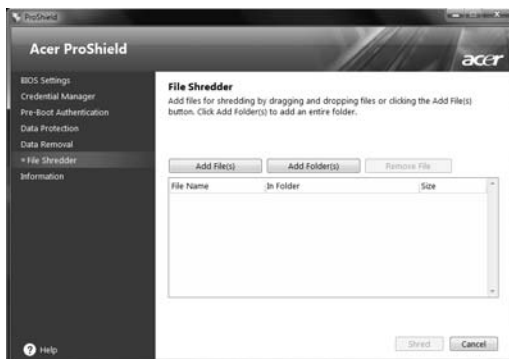 ProShield
Acer ProShield
acer
BIOS Settings
Credential Manager
Pre-Boot Authentication
Data Protection
Data Removal
File Shredder
Information
File Shredder
Add files for shredding by dragging and dropping files or clicking the Add File(s)
button. Click Add Folder(s) to add an entire folder.
Add File(s) Add Folder(s) Remove File
File Name In Folder Size
Shred Cancel
? Help